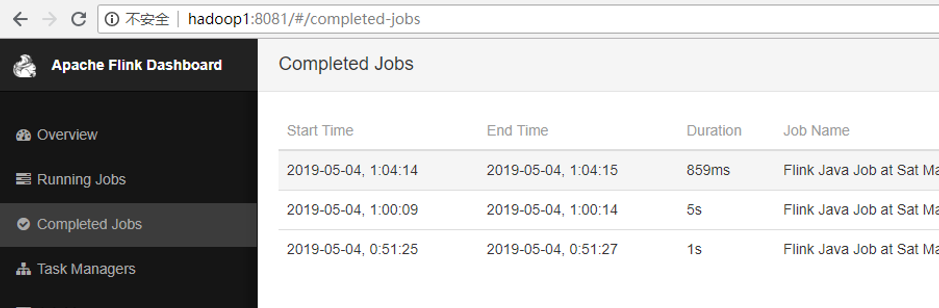 不安全 hadoop1:8081/#/completed-jobs
Apache Flink Dashboard
Completed Jobs
Overview
Running Jobs
Completed Jobs
Task Managers
Start Time End Time Duration Job Name
2019-05-04, 1:04:14 2019-05-04, 1:04:15 859ms Flink Java Job at Sat Ma
2019-05-04, 1:00:09 2019-05-04, 1:00:14 5s Flink Java Job at Sat Ma
2019-05-04, 0:51:25 2019-05-04, 0:51:27 1s Flink Java Job at Sat Ma